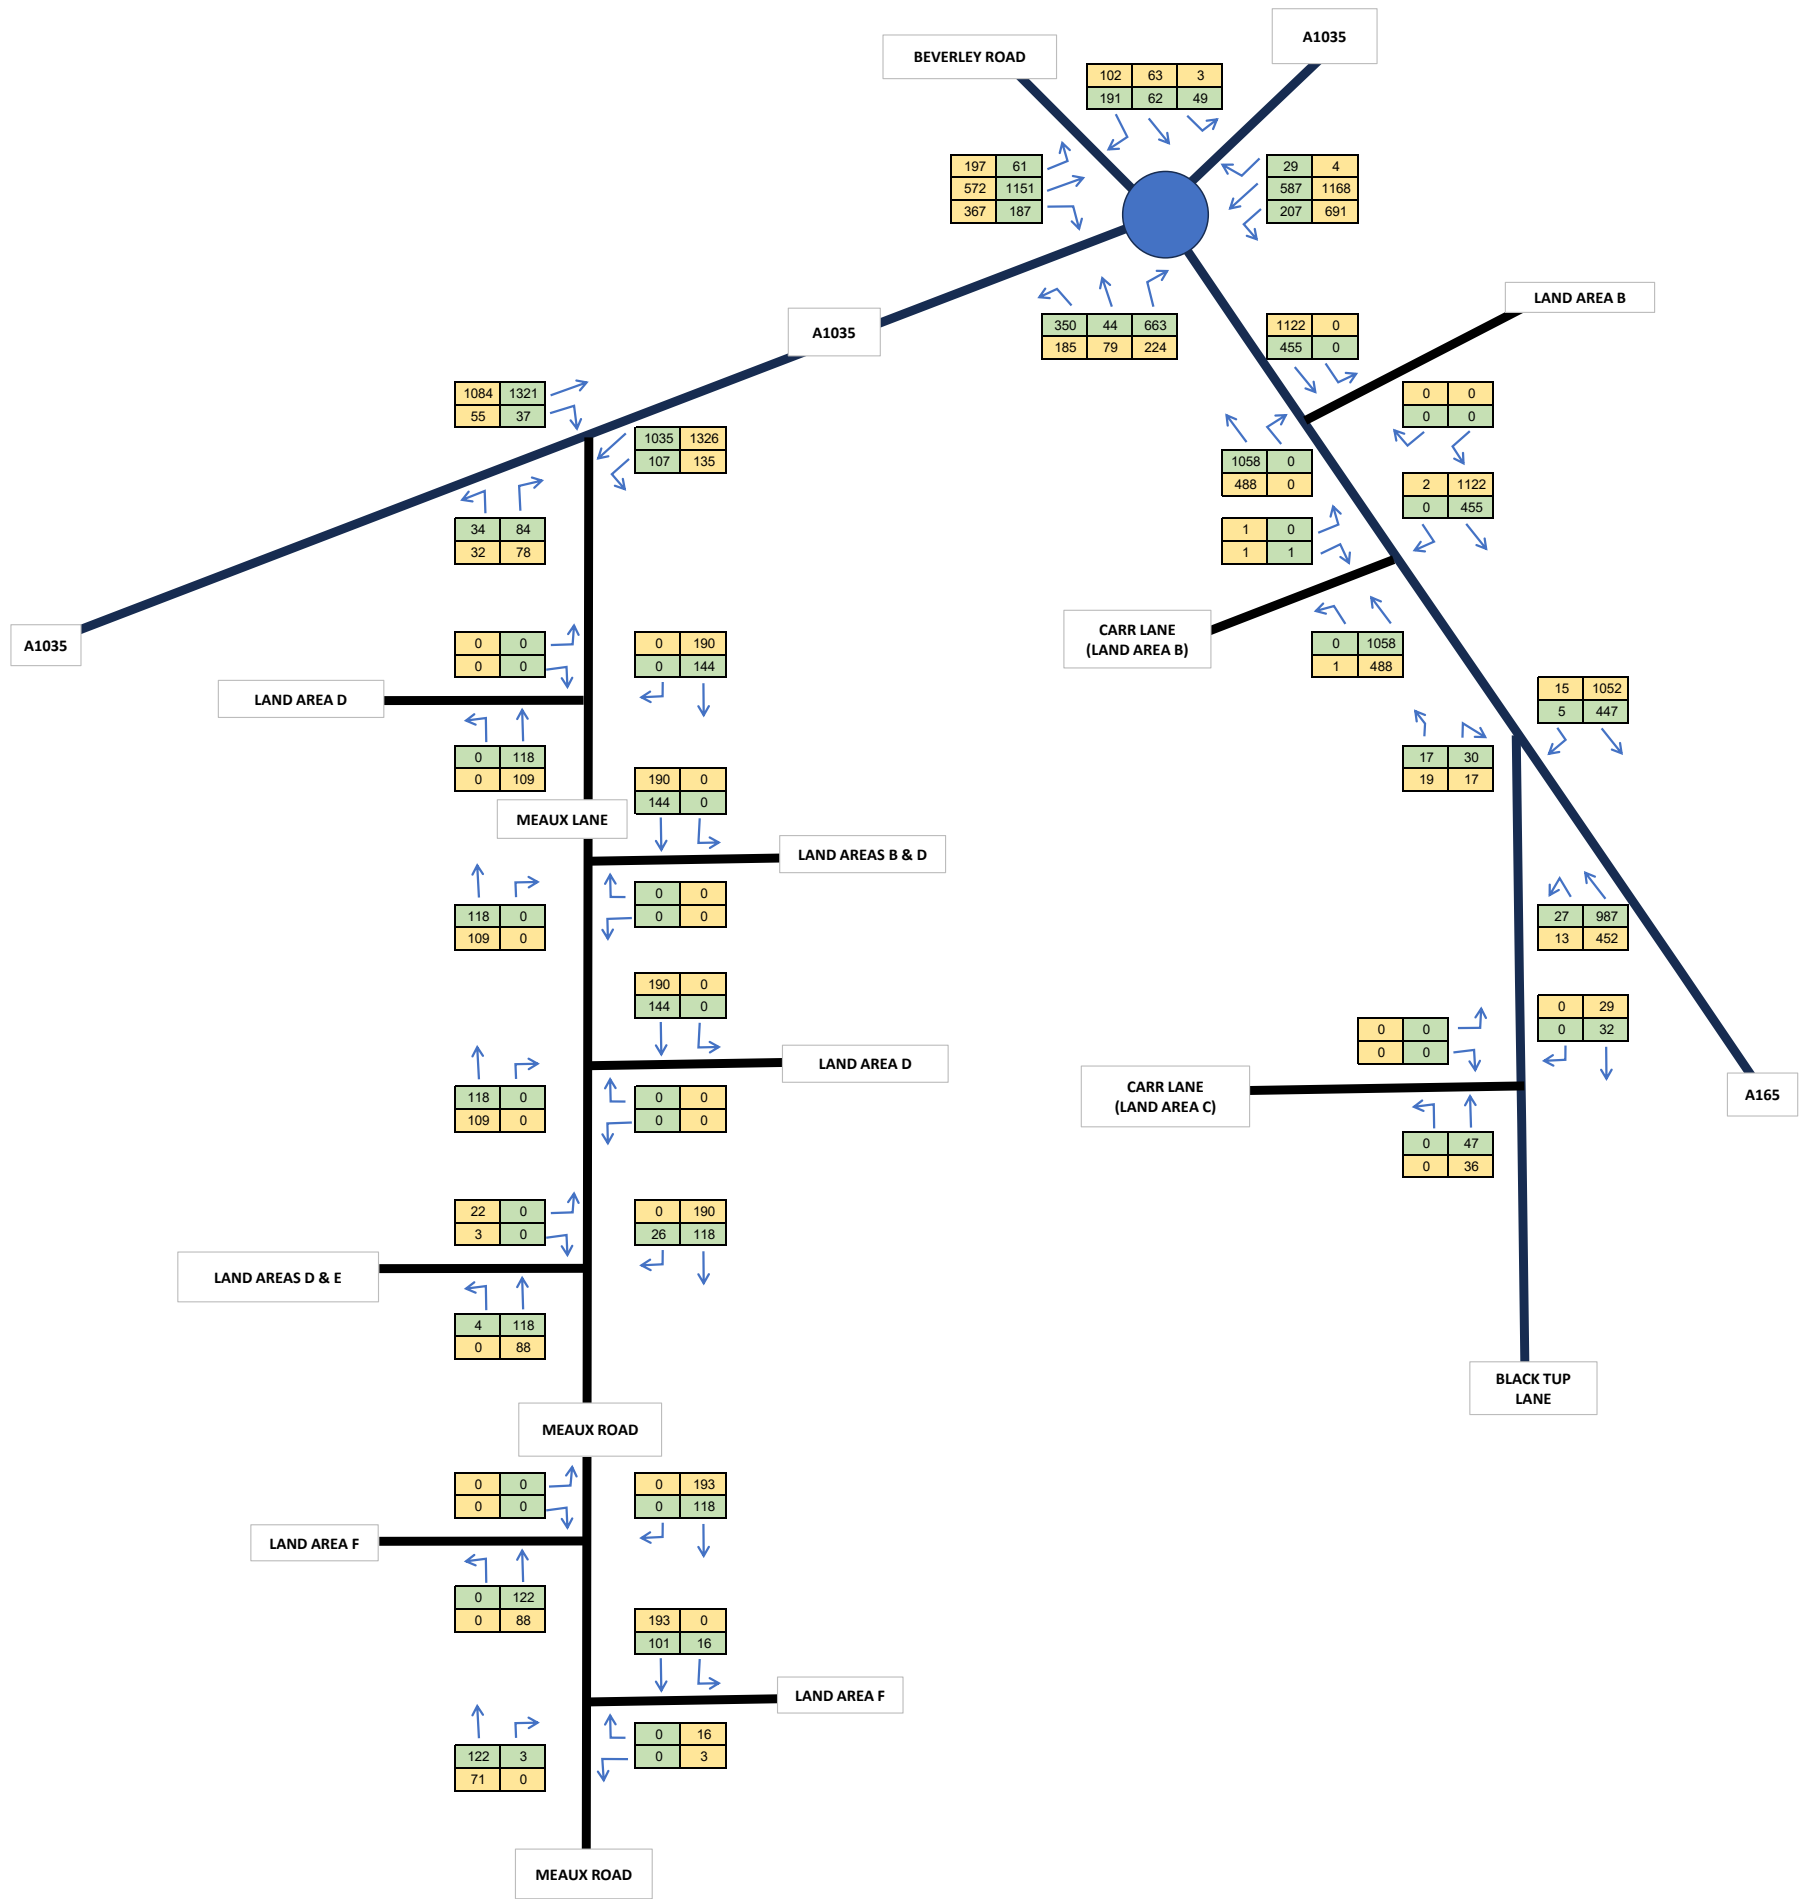 A1035
BEVERLEY ROAD
102 63 3
191 62 49
197 61
572 1151
367 187
29 4
587 1168
207 691
350 44 663
185 79 224
LAND AREA B
1122 0
455 0
A1035
0 0
0 0
1084 1321
55 37
1035 1326
107 135
1058 0
488 0
2 1122
0 455
34 84
32 78
1 0
1 1
A1035
CARR LANE
(LAND AREA B)
0 1058
1 488
0 0
0 0
0 190
0 144
LAND AREA D
15 1052
5 447
0 118
0 109
17 30
19 17
190 0
144 0
MEAUX LANE
LAND AREAS B & D
118 0
109 0
0 0
0 0
27 987
13 452
190 0
144 0
0 29
0 32
0 0
0 0
LAND AREA D
118 0
109 0
0 0
0 0
CARR LANE
(LAND AREA C)
A165
0 47
0 36
22 0
3 0
0 190
26 118
LAND AREAS D & E
4 118
0 88
BLACK TUP
LANE
MEAUX ROAD
0 0
0 0
0 193
0 118
LAND AREA F
0 122
0 88
193 0
101 16
LAND AREA F
122 3
71 0
0 16
0 3
MEAUX ROAD